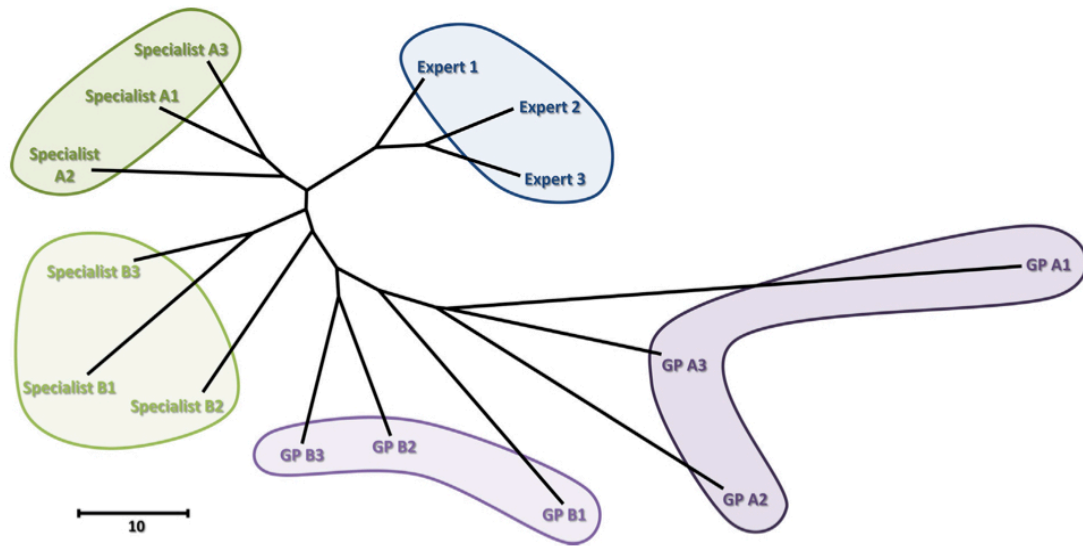 Specialist A3
Specialist A1
Specialist
A2
Expert 1
Expert 2
Expert 3
Specialist B3
Specialist B1
Specialist B2
GP A1
GP A3
GP A2
GP B3
GP B2
GP B1
10